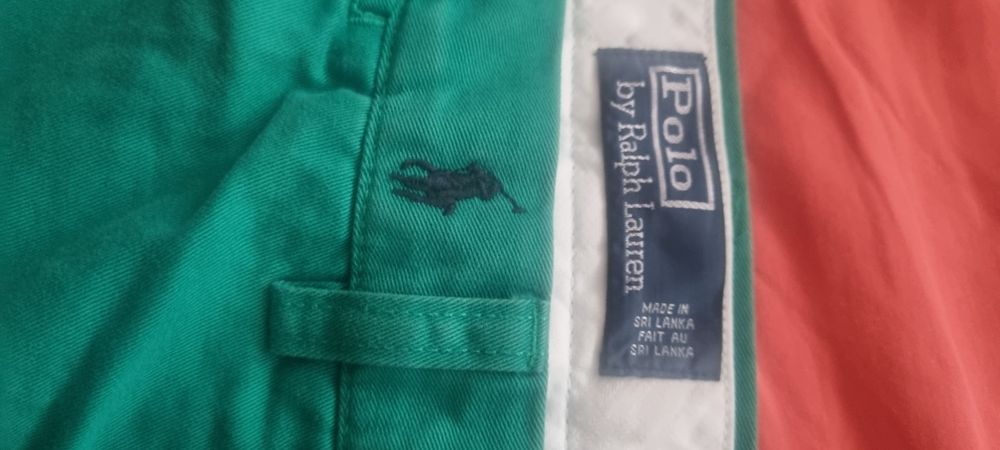 Polo
by Ralph Lauren
MADE IN
SRI LANKA
FAIT AU
SRI LANKA